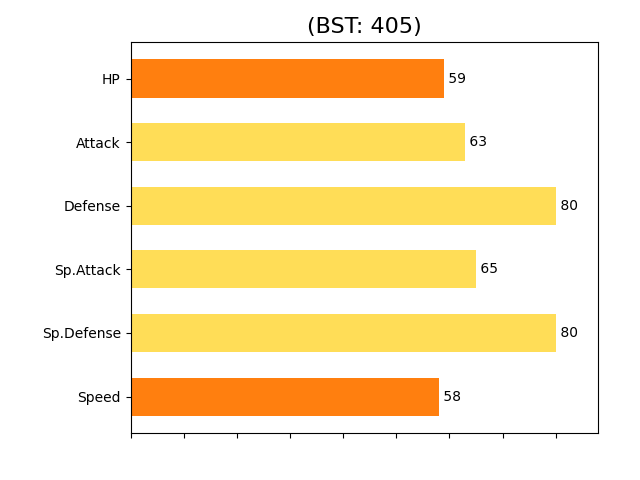 (BST: 405)
HP 59
Attack 63
Defense 80
Sp.Attack 65
Sp.Defense 80
Speed 58